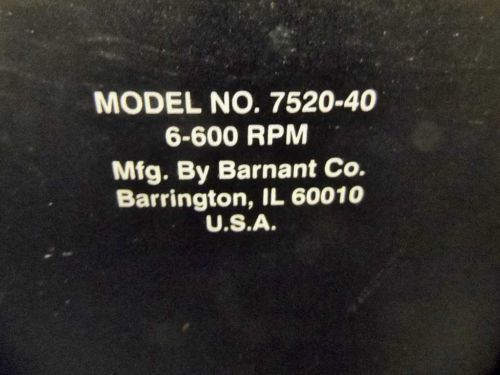 MODEL NO. 7520-40
6-600 RPM
Mfg. By Barnant Co.
Barrington, IL 60010
U.S.A.